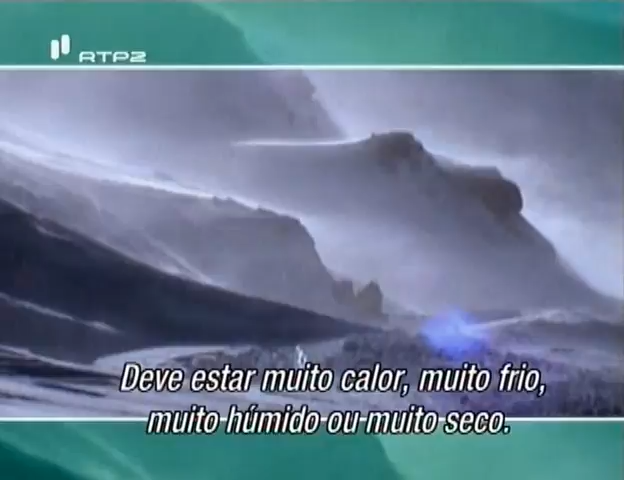 RTP2
Deve estar muito calor, muito frio,
muito húmido ou muito seco.